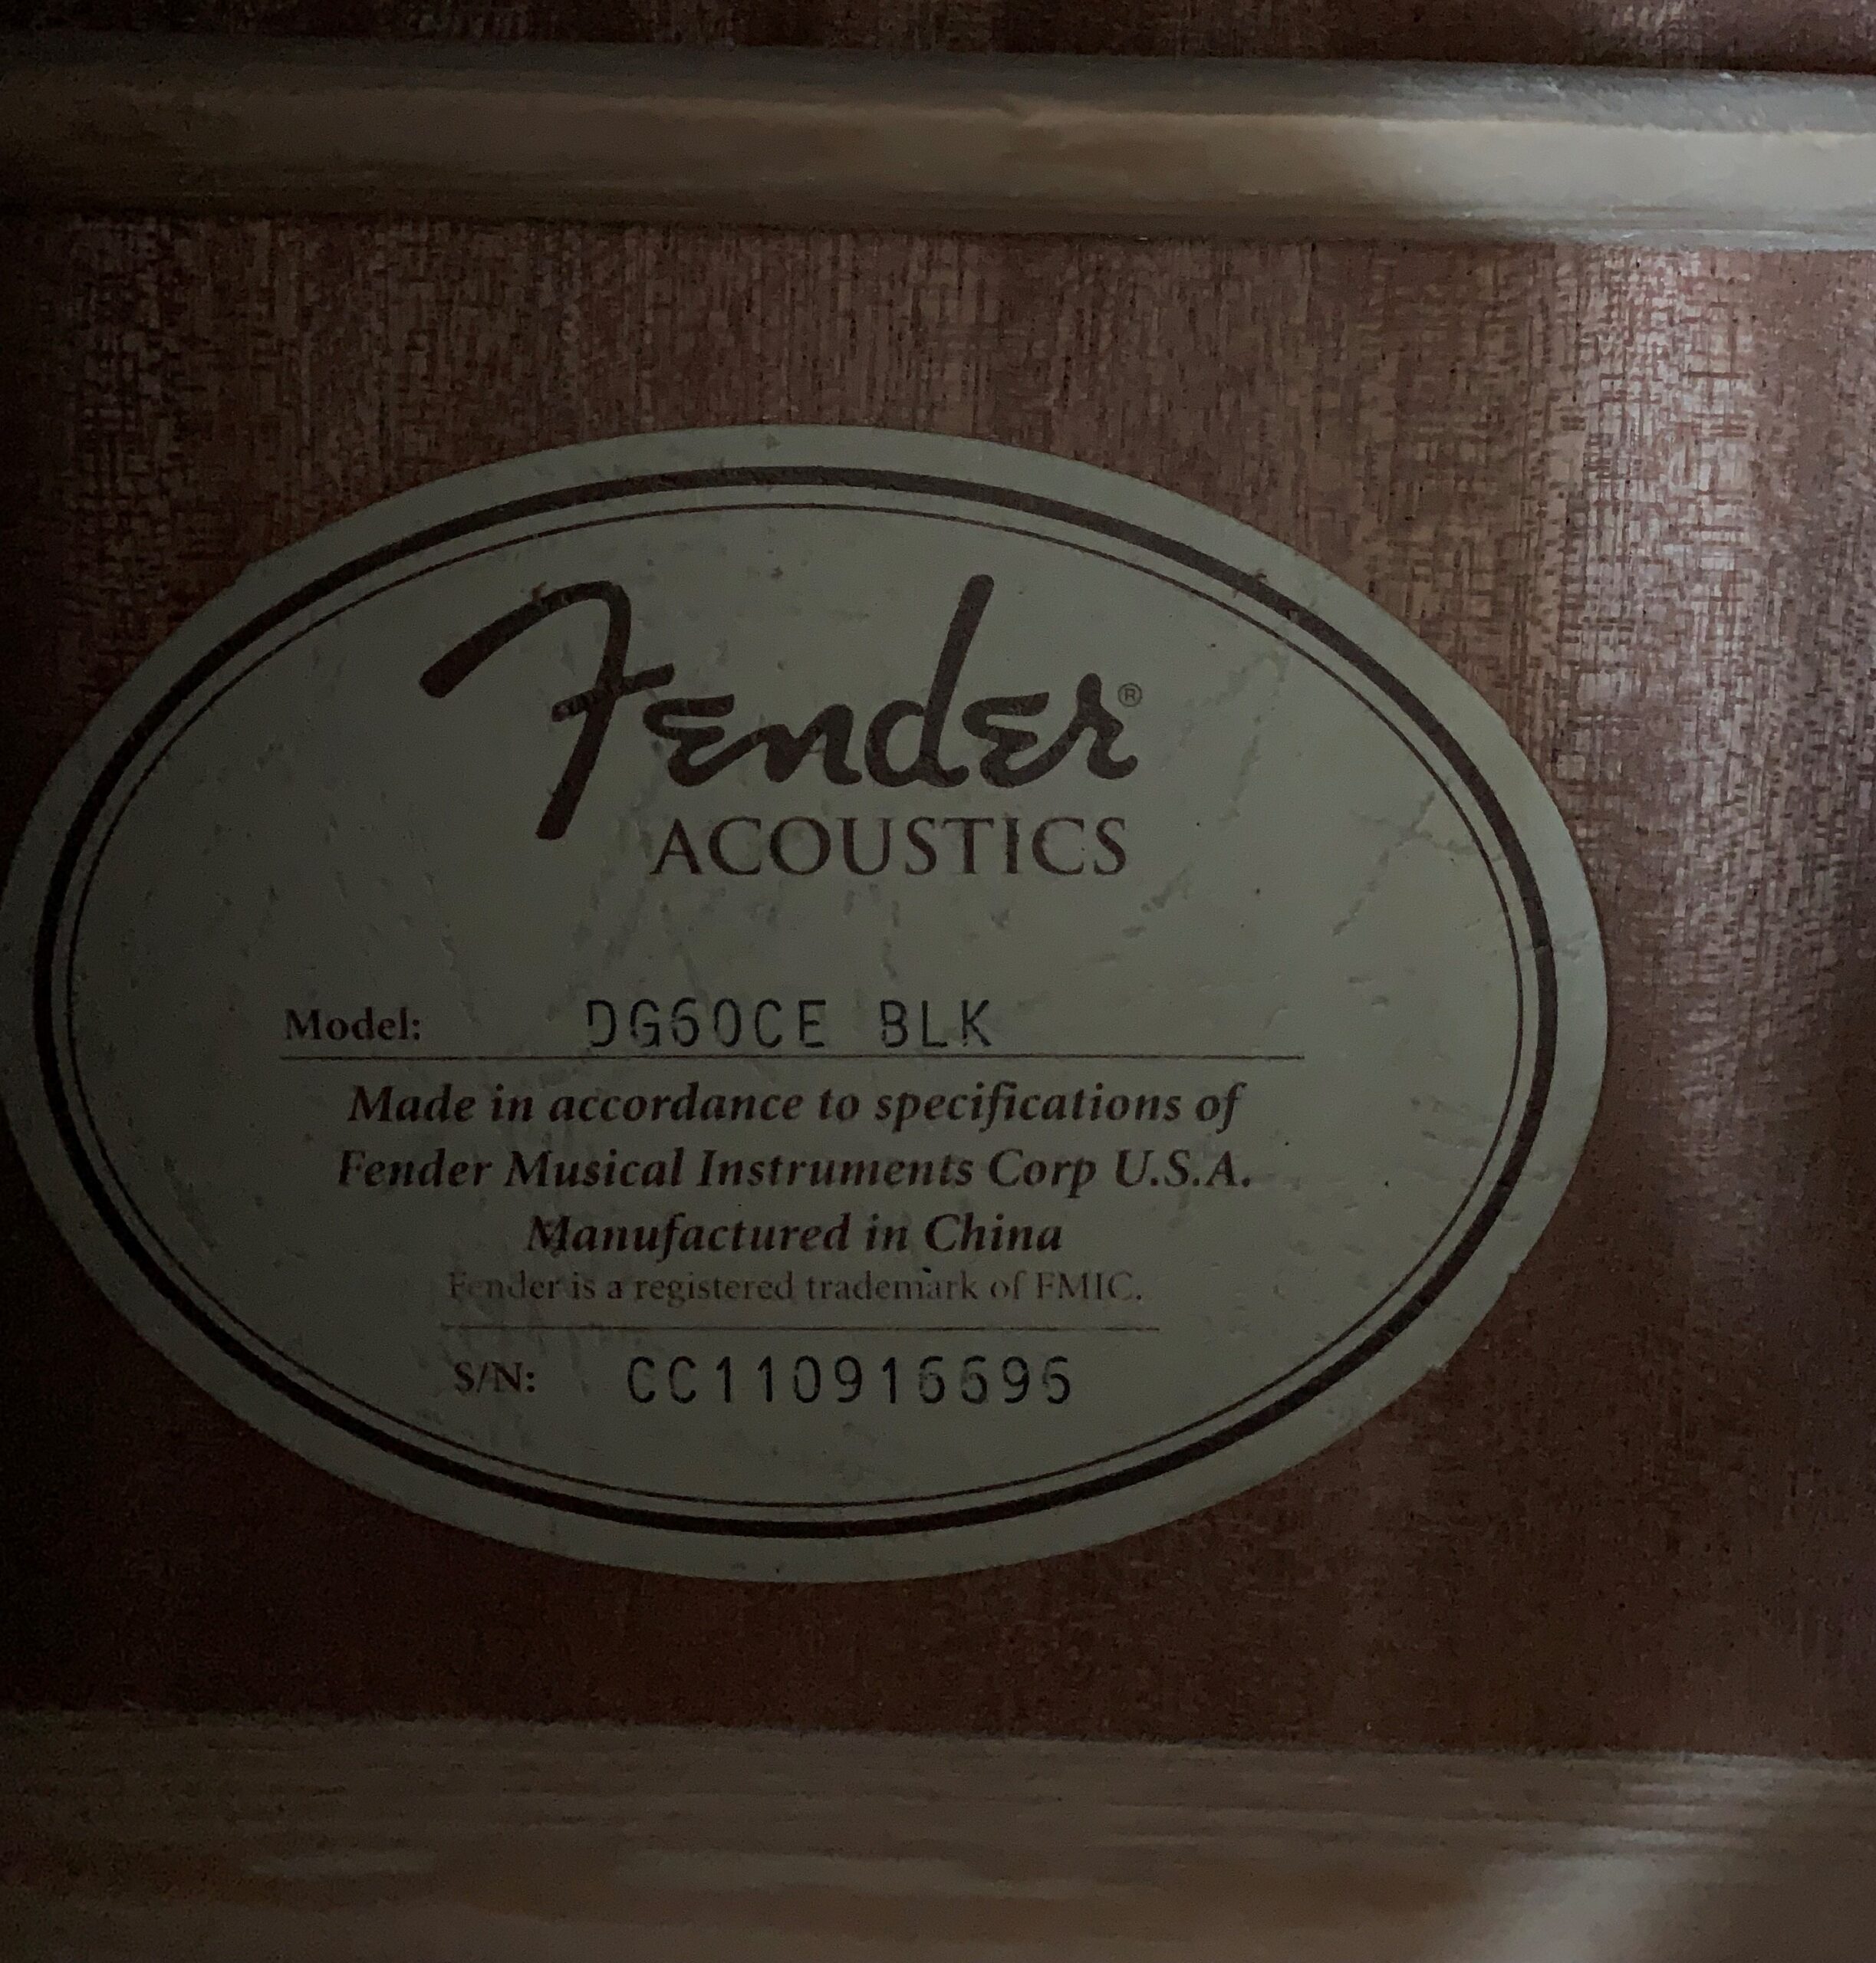 Fender®
ACOUSTICS
Model: DG60CE BLK
Made in accordance to specifications of
Fender Musical Instruments Corp U.S.A.
Manufactured in China
Fender is a registered trademark of FMIC.
S/N: CC110916696